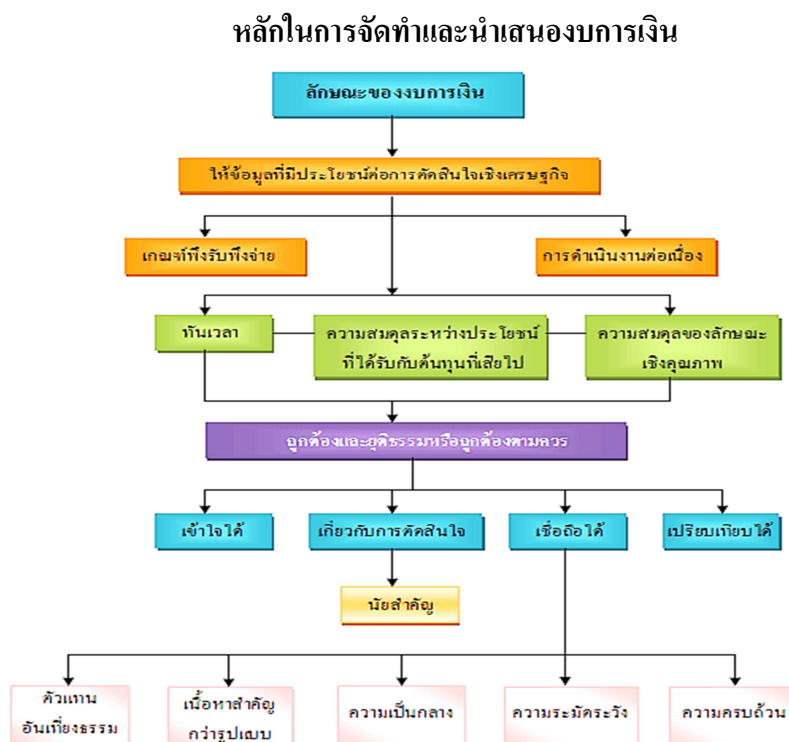 หลักในการจัดทำและนำเสนองบการเงิน
ลักษณะของงบการเงิน
ให้ข้อมูลที่มีประโยชน์ต่อการตัดสินใจเชิงเศรษฐกิจ
เกณฑ์พึงรับพึงจ่าย
การดำเนินงานต่อเนื่อง
ทันเวลา
ความสมดุลระหว่างประโยชน์
ที่ได้รับกับต้นทุนที่เสียไป
ความสมดุลของลักษณะ
เชิงคุณภาพ
ถูกต้องและยุติธรรมหรือถูกต้องตามควร
เข้าใจได้
เกี่ยวกับการตัดสินใจ
เชื่อถือได้
เปรียบเทียบได้
นัยสำคัญ
ตัวแทน
อันเที่ยงธรรม
เนื้อหาสำคัญ
กว่ารูปแบบ
ความเป็นกลาง
ความระมัดระวัง
ความครบถ้วน